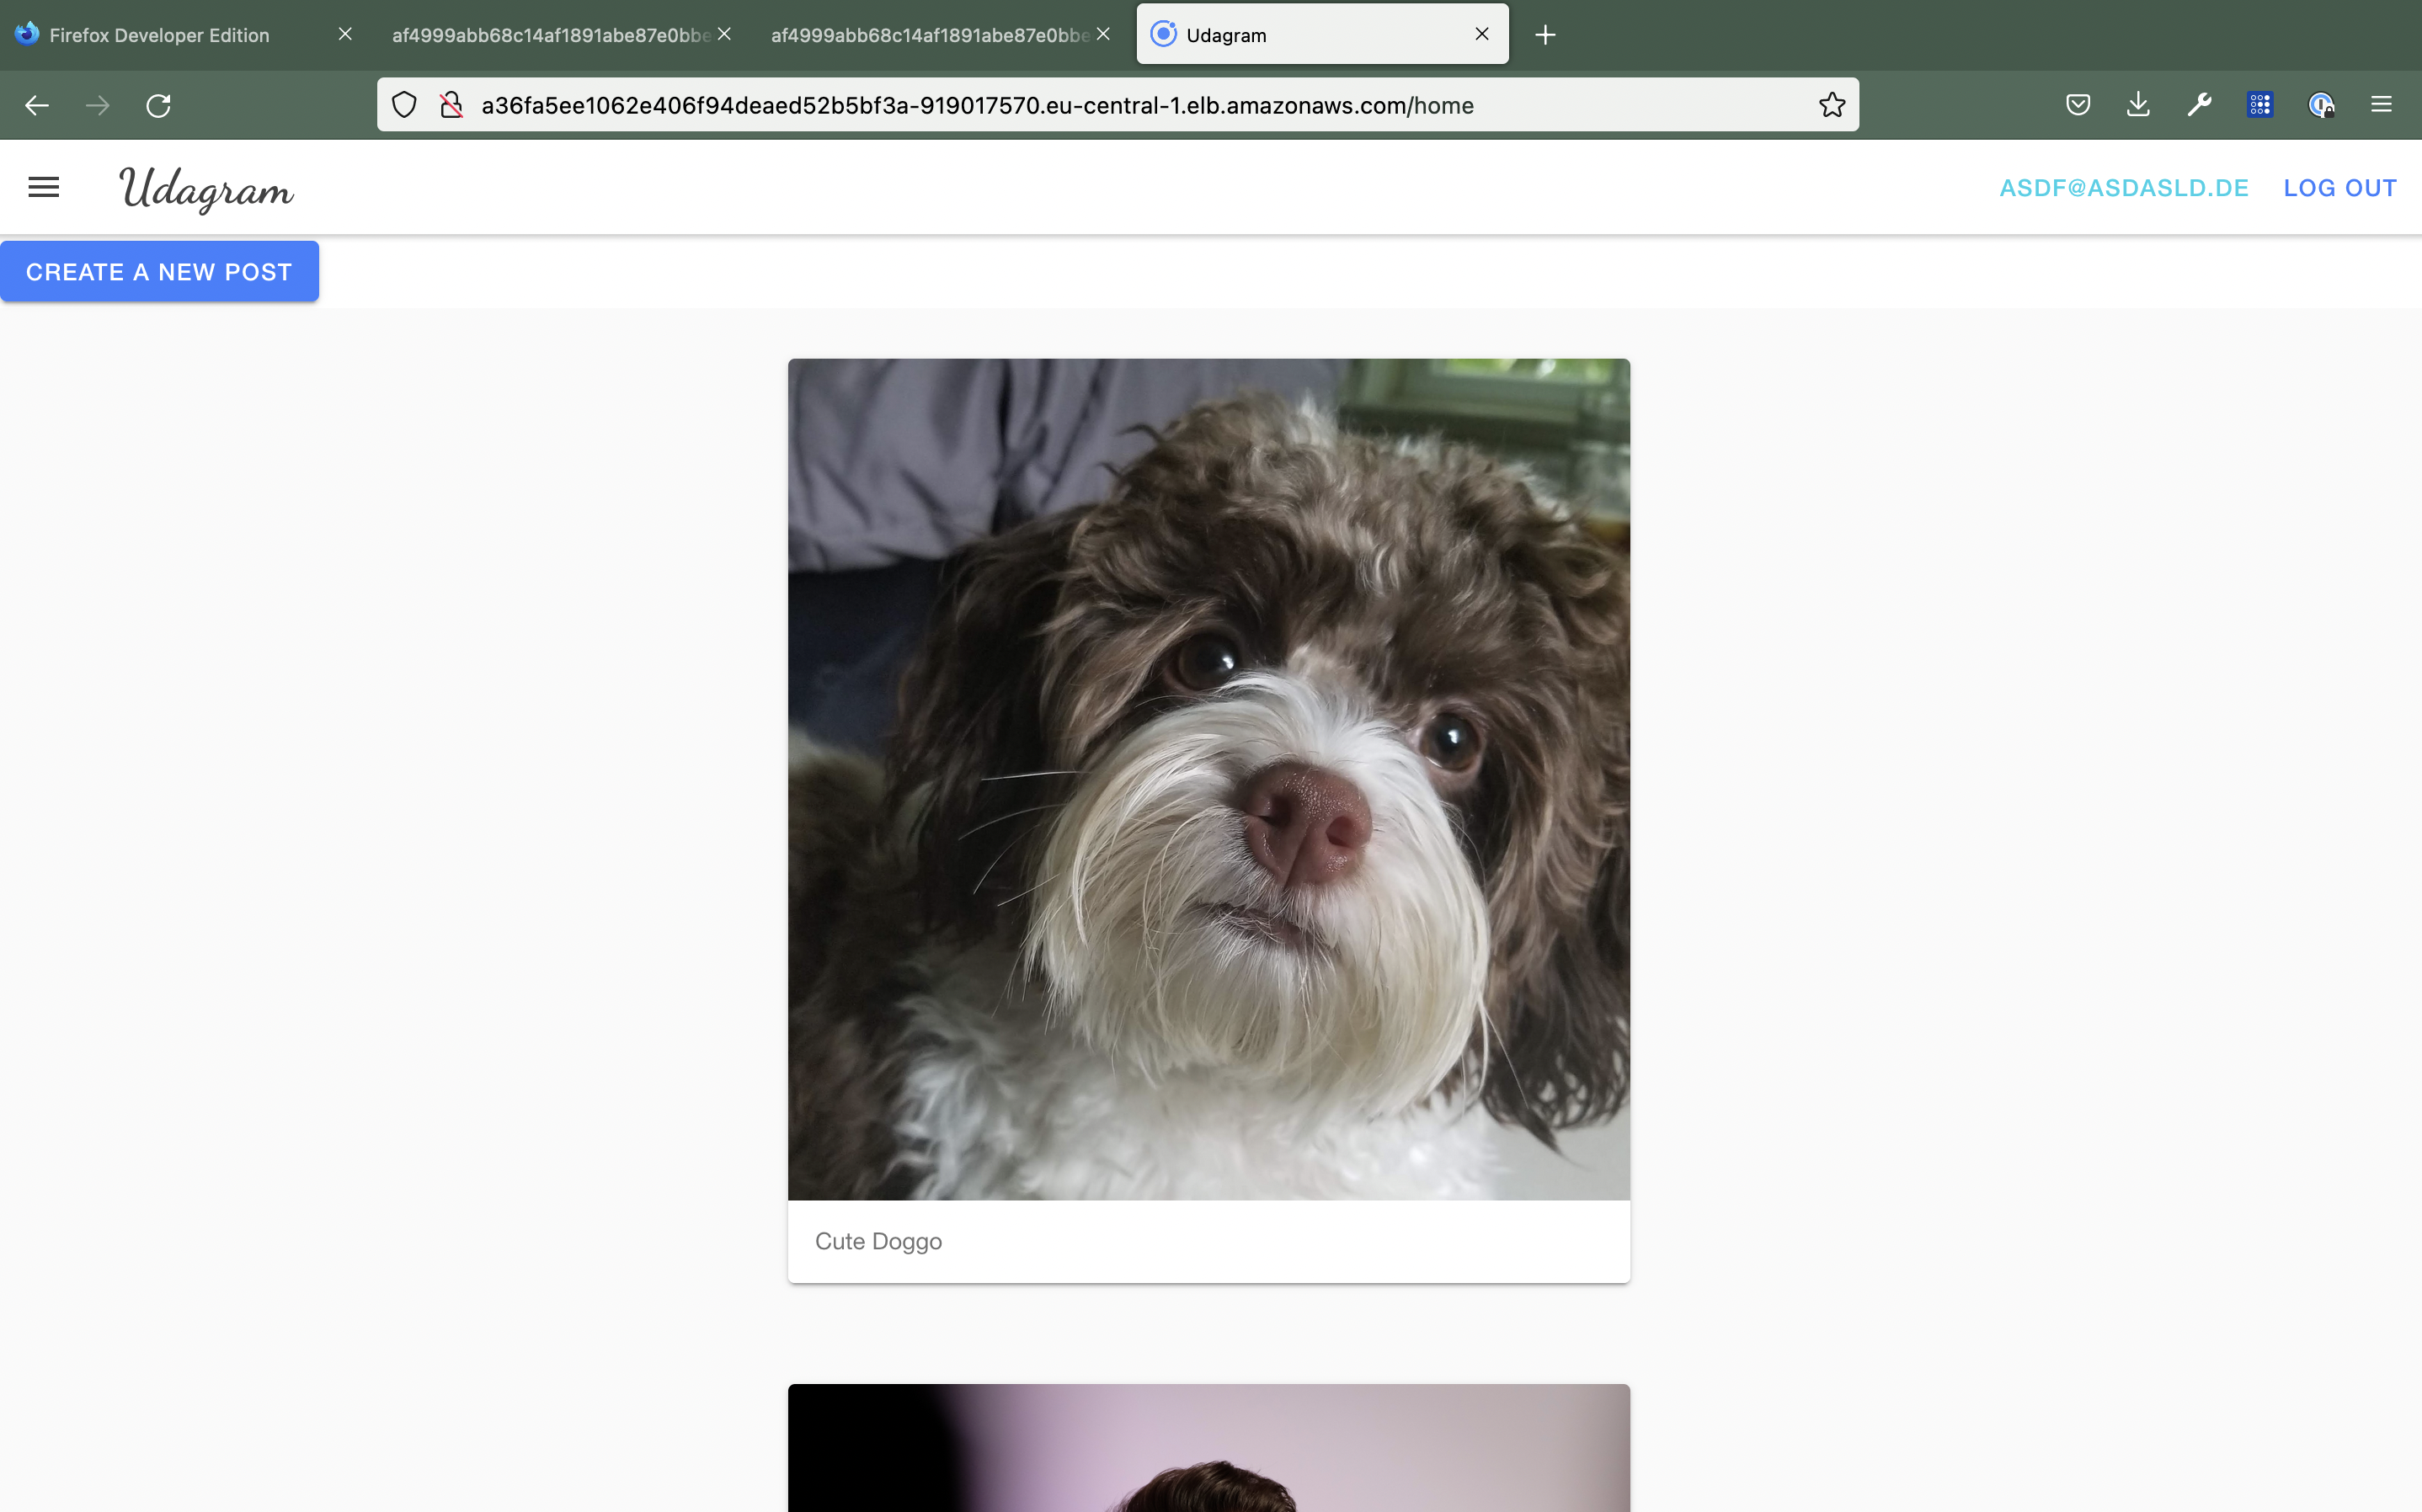 Firefox Developer Edition
af4999abb68c14af1891abe87e0bbe
af4999abb68c14af1891abe87e0bbe
Udagram
a36fa5ee1062e406f94deaed52b5bf3a-919017570.eu-central-1.elb.amazonaws.com/home
Udagram
ASDF@ASDASLD.DE
LOG OUT
CREATE A NEW POST
Cute Doggo